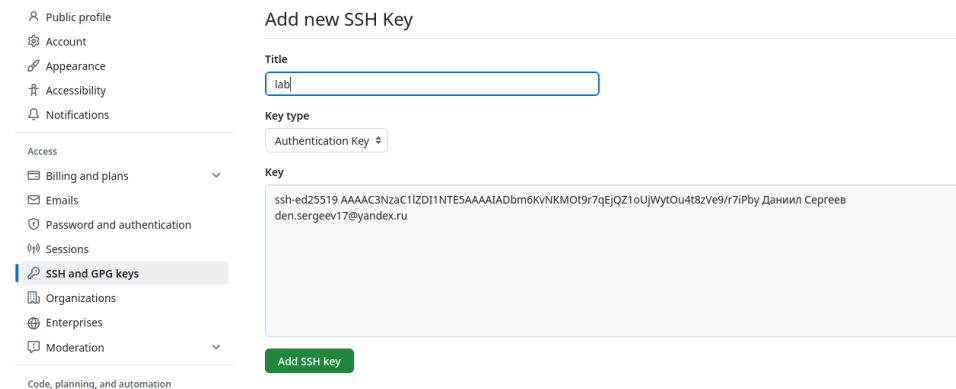 Public profile
Account
Appearance
Accessibility
Notifications
Access
Billing and plans
Emails
Password and authentication
Sessions
SSH and GPG keys
Organizations
Enterprises
Moderation
Code, planning, and automation
Add new SSH Key
Title
lab
Key type
Authentication Key
Key
ssh-ed25519 AAAAC3NzaC1lZDI1NTE5AAAAIADbm6KvNKMOt9r7qEjQZ1oUjWytOu4t8zVe9/r7iPby Даниил Сергеев
den.sergeev17@yandex.ru
Add SSH key